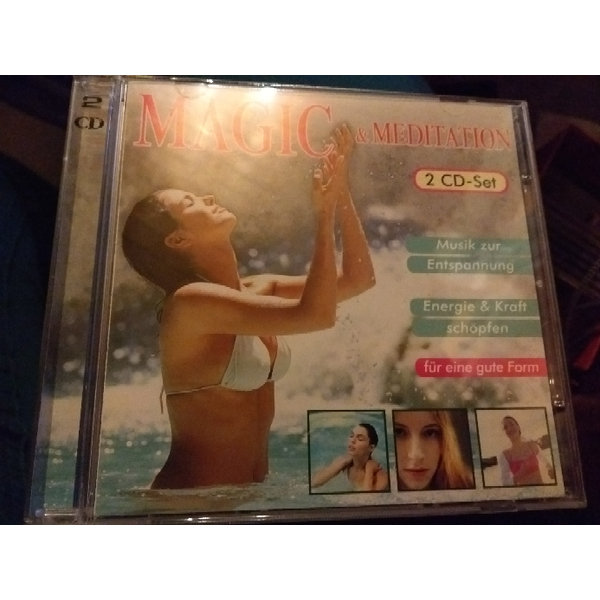 2
CD
MAGIC
& MEDITATION
2 CD-Set
Musik zur
Entspannung
Energie & Kraft
schöpfen
für eine gute Form